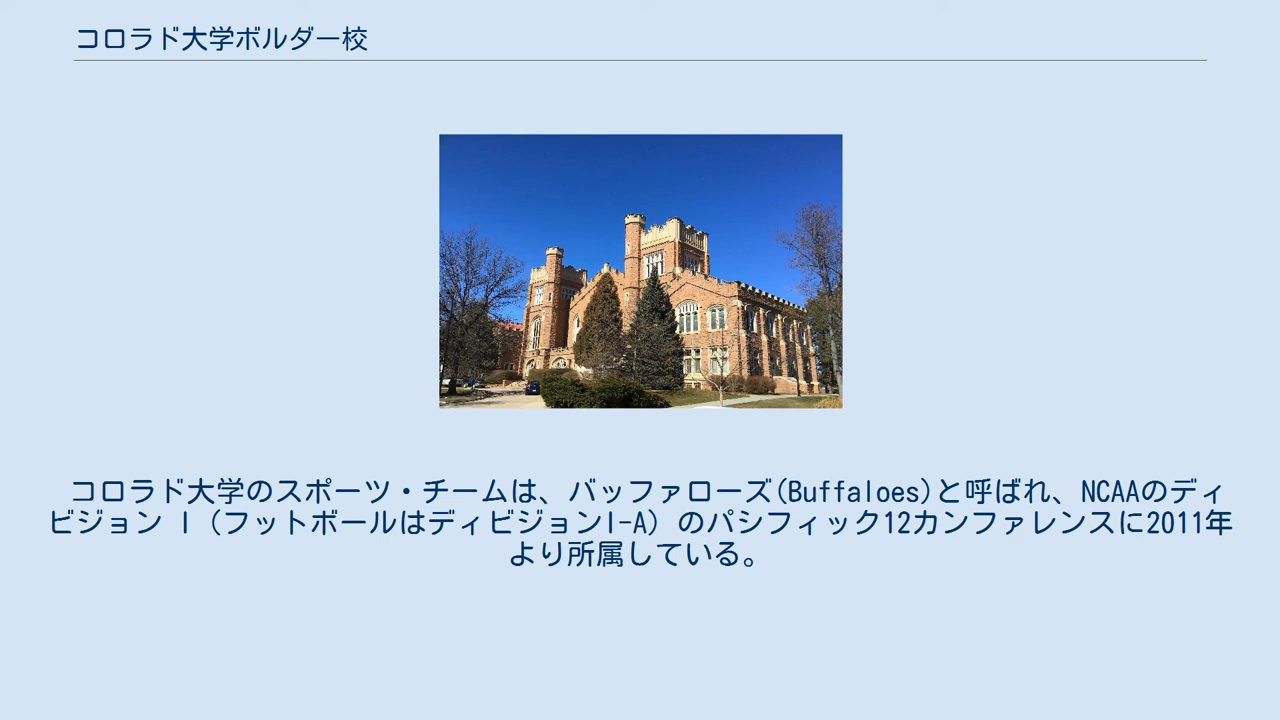 コロラド大学ボルダー校
コロラド大学のスポーツ・チームは、バッファローズ(Buffaloes)と呼ばれ、NCAAのディ
ビジョン I（フットボールはディビジョンI-A）のパシフィック12カンファレンスに2011年
より所属している。